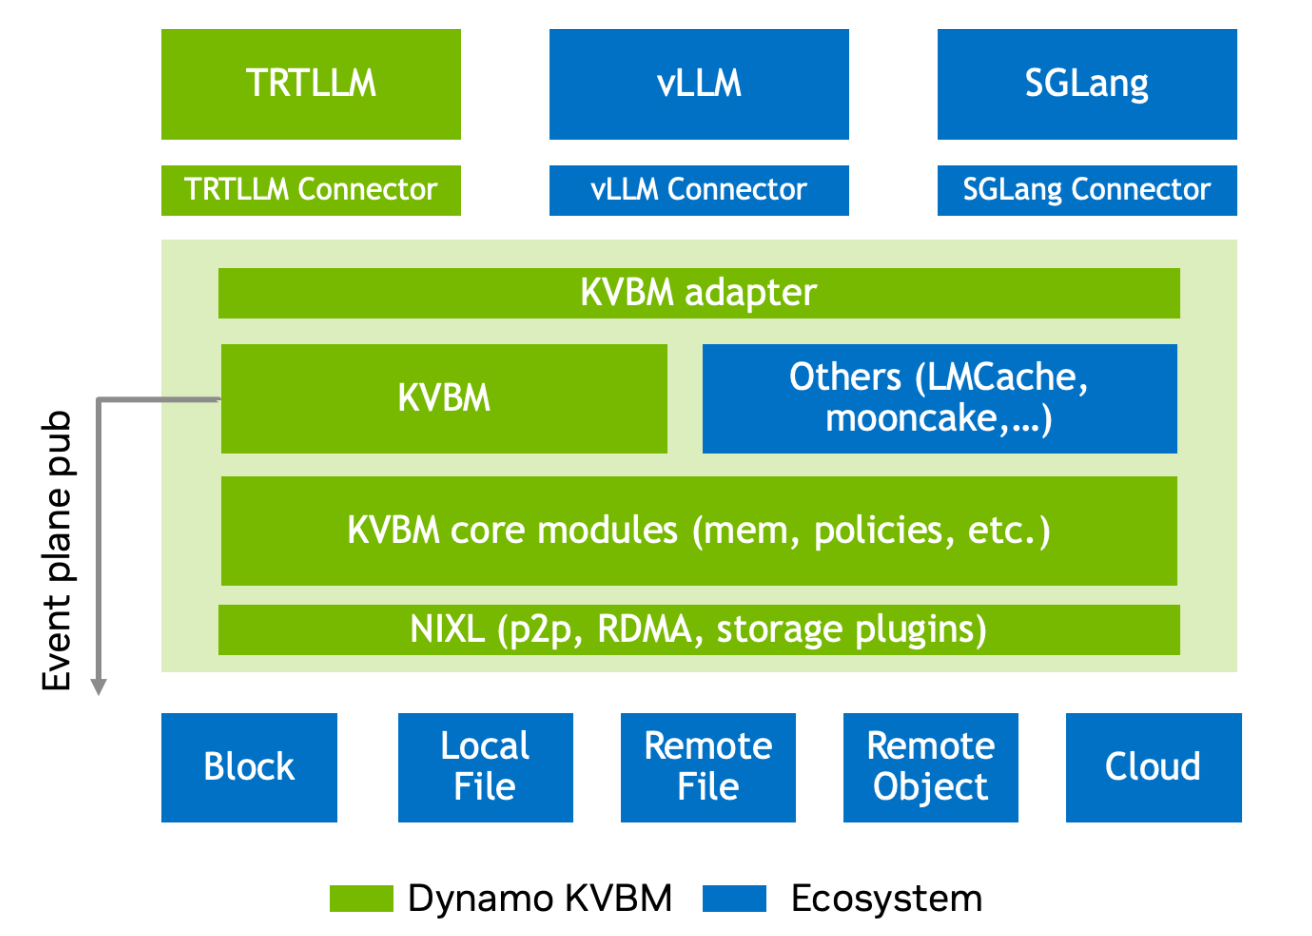 TRTLLM
vLLM
SGLang
TRTLLM Connector
vLLM Connector
SGLang Connector
KVBM adapter
KVBM
Others (LMCache,
mooncake,...)
KVBM core modules (mem, policies, etc.)
NIXL (p2p, RDMA, storage plugins)
Event plane pub
Block
Local
File
Remote
File
Remote
Object
Cloud
Dynamo KVBM
Ecosystem